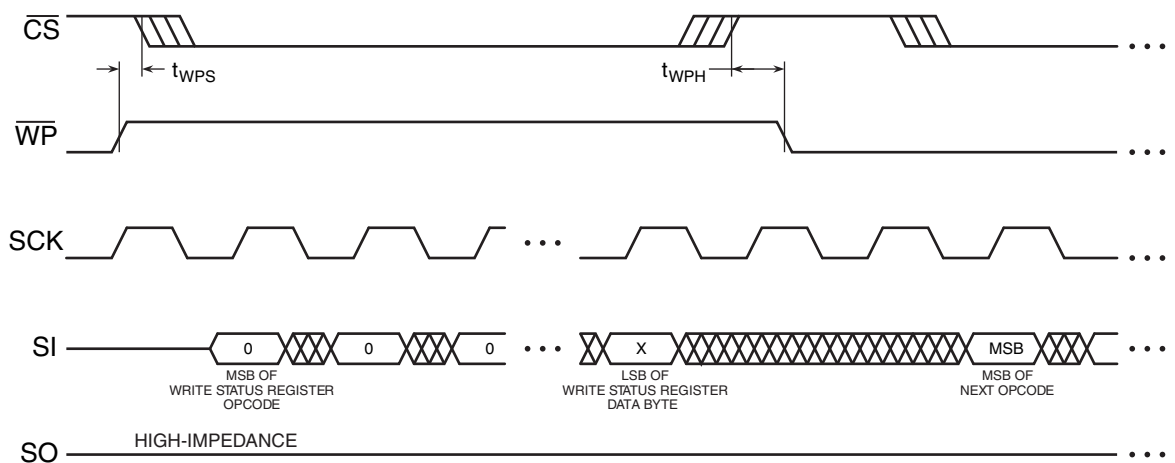 CS
tWPS
tWPH
WP
SCK
SI
0
0
0
X
MSB
MSB OF
WRITE STATUS REGISTER
OPCODE
LSB OF
WRITE STATUS REGISTER
DATA BYTE
MSB OF
NEXT OPCODE
SO
HIGH-IMPEDANCE